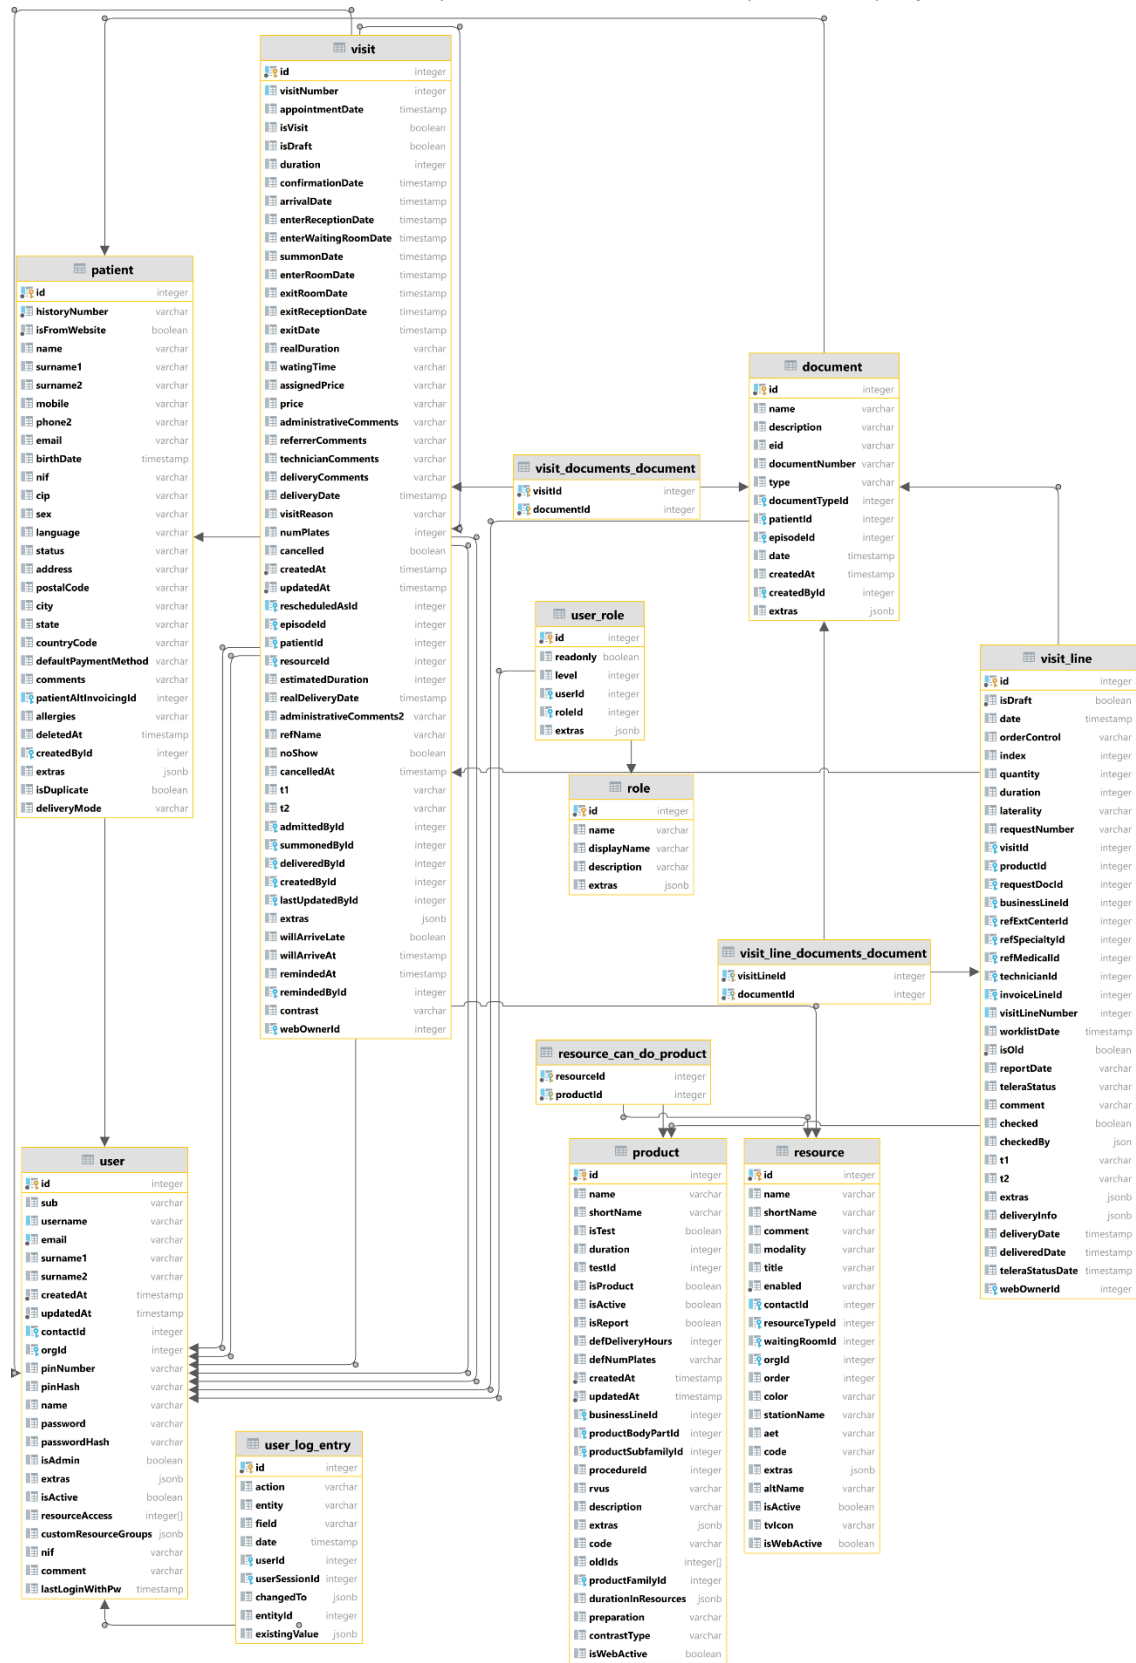 visit
id integer
visitNumber integer
appointmentDate timestamp
isVisit boolean
isDraft boolean
duration integer
confirmationDate timestamp
arrivalDate timestamp
enterReceptionDate timestamp
enterWaitingRoomDate timestamp
summonDate timestamp
enterRoomDate timestamp
exitRoomDate timestamp
exitReceptionDate timestamp
exitDate timestamp
realDuration varchar
watingTime varchar
assignedPrice varchar
price varchar
administrativeComments varchar
referrerComments varchar
technicianComments varchar
deliveryComments varchar
deliveryDate timestamp
visitReason varchar
numPlates integer
cancelled boolean
createdAt timestamp
updatedAt timestamp
rescheduledAsId integer
episodeId integer
patientId integer
resourceId integer
estimatedDuration integer
realDeliveryDate timestamp
administrativeComments2 varchar
refName varchar
noShow boolean
cancelledAt timestamp
t1 varchar
t2 varchar
admittedById integer
summonedById integer
deliveredById integer
createdById integer
lastUpdatedById integer
extras jsonb
willArriveLate boolean
willArriveAt timestamp
remindedAt timestamp
remindedById integer
contrast varchar
webOwnerId integer
patient
id integer
historyNumber varchar
isFromWebsite boolean
name varchar
surname1 varchar
surname2 varchar
mobile varchar
phone2 varchar
email varchar
birthDate timestamp
nif varchar
cip varchar
sex varchar
language varchar
status varchar
address varchar
postalCode varchar
city varchar
state varchar
countryCode varchar
defaultPaymentMethod varchar
comments varchar
patientAltInvoicingId integer
allergies varchar
deletedAt timestamp
createdById integer
extras jsonb
isDuplicate boolean
deliveryMode varchar
document
id integer
name varchar
description varchar
eid varchar
documentNumber varchar
type varchar
documentTypeId integer
patientId integer
episodeId integer
date timestamp
createdAt timestamp
createdById integer
extras jsonb
visit_documents_document
visitId integer
documentId integer
user_role
id integer
readonly boolean
level integer
userId integer
roleId integer
extras jsonb
role
id integer
name varchar
displayName varchar
description varchar
extras jsonb
visit_line
id integer
isDraft boolean
date timestamp
orderControl varchar
index integer
quantity integer
duration integer
laterality varchar
requestNumber varchar
visitId integer
productId integer
requestDocId integer
businessLineId integer
refExtCenterId integer
refSpecialtyId integer
refMedicalId integer
technicianId integer
invoiceLineId integer
visitLineNumber integer
worklistDate timestamp
isOld boolean
reportDate varchar
teleraStatus varchar
comment varchar
checked boolean
checkedBy json
t1 varchar
t2 varchar
extras jsonb
deliveryInfo jsonb
deliveryDate timestamp
deliveredDate timestamp
teleraStatusDate timestamp
webOwnerId integer
visit_line_documents_document
visitLineId integer
documentId integer
resource_can_do_product
resourceId integer
productId integer
user
id integer
sub varchar
username varchar
email varchar
surname1 varchar
surname2 varchar
createdAt timestamp
updatedAt timestamp
contactId integer
orgId integer
pinNumber varchar
pinHash varchar
name varchar
password varchar
passwordHash varchar
isAdmin boolean
extras jsonb
isActive boolean
resourceAccess integer[]
customResourceGroups jsonb
nif varchar
comment varchar
lastLoginWithPw timestamp
user_log_entry
id integer
action varchar
entity varchar
field varchar
date timestamp
userId integer
userSessionId integer
changedTo jsonb
entityId integer
existingValue jsonb
product
id integer
name varchar
shortName varchar
isTest boolean
duration integer
testId integer
isProduct boolean
isActive boolean
isReport boolean
defDeliveryHours integer
defNumPlates varchar
createdAt timestamp
updatedAt timestamp
businessLineId integer
productBodyPartId integer
productSubfamilyId integer
procedureId integer
rvus varchar
description varchar
extras jsonb
code varchar
oldIds integer[]
productFamilyId integer
durationInResources jsonb
preparation varchar
contrastType varchar
isWebActive boolean
resource
id integer
name varchar
shortName varchar
comment varchar
modality varchar
title varchar
enabled varchar
contactId integer
resourceTypeId integer
waitingRoomId integer
orgId integer
order integer
color varchar
stationName varchar
aet varchar
code varchar
extras jsonb
altName varchar
isActive boolean
tvIcon varchar
isWebActive boolean